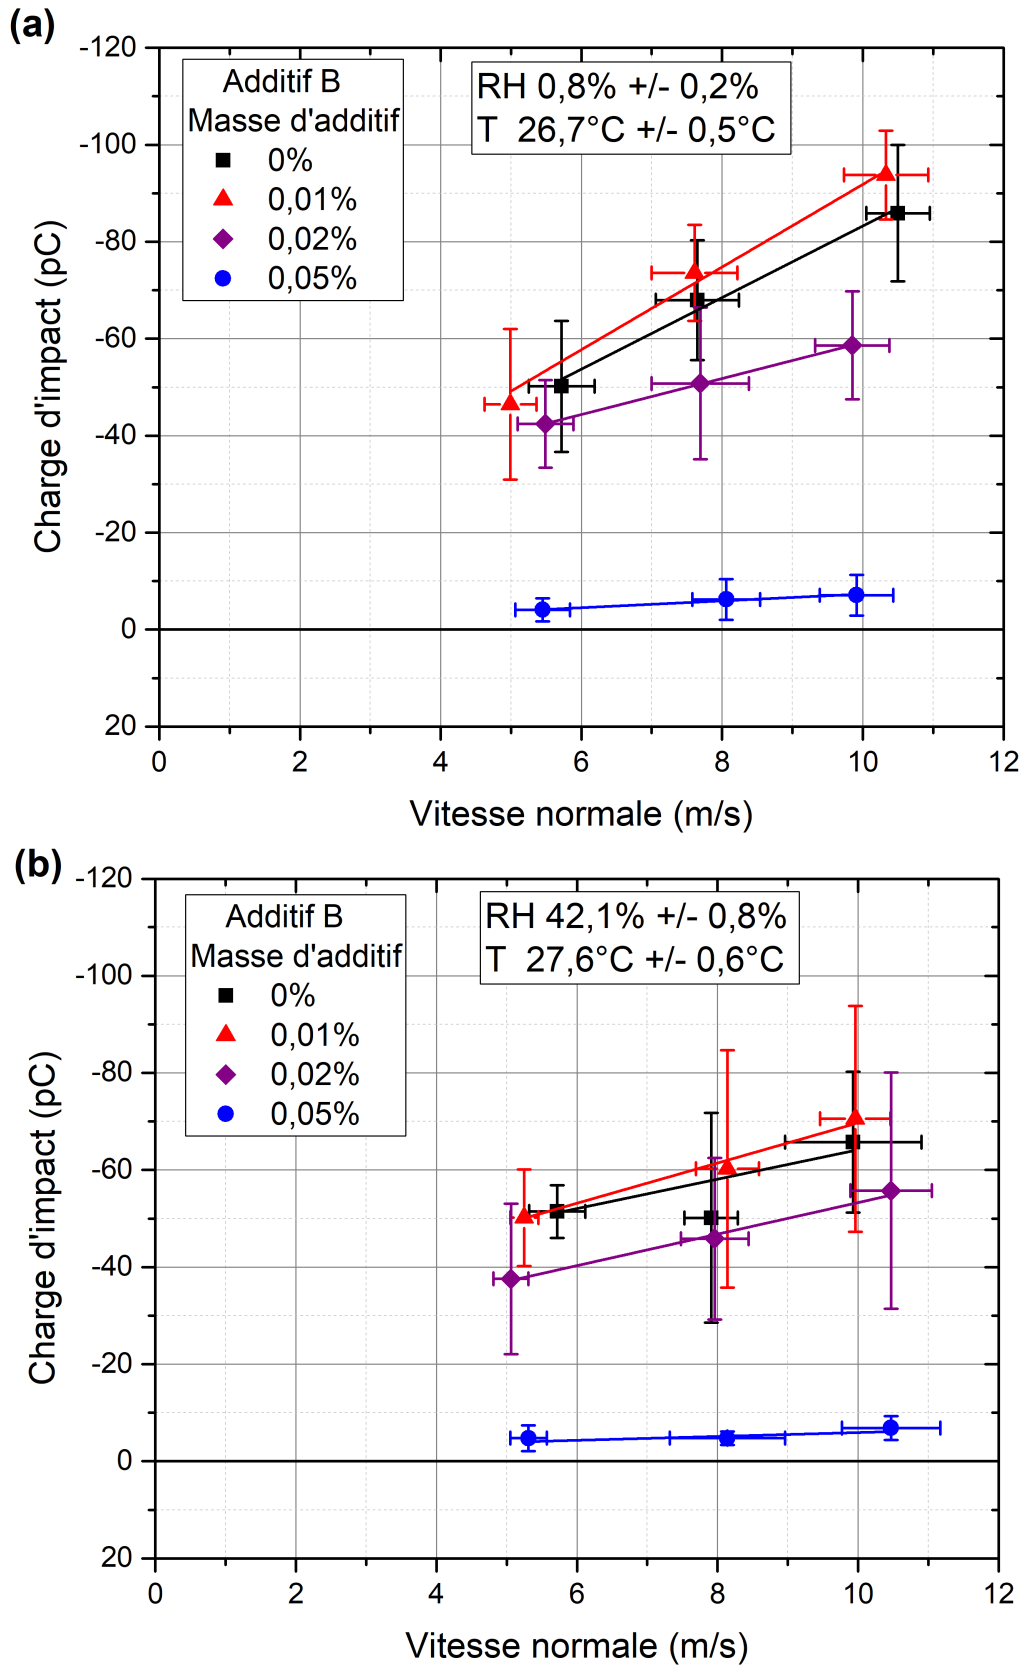 (a)
-120
-100
-80
-60
-40
-20
0
20
Charge d'impact (pC)
Additif B
Masse d'additif
0%
0,01%
0,02%
0,05%
RH 0,8% +/- 0,2%
T 26,7°C +/- 0,5°C
0 2 4 6 8 10 12
Vitesse normale (m/s)
(b)
-120
-100
-80
-60
-40
-20
0
20
Charge d'impact (pC)
Additif B
Masse d'additif
0%
0,01%
0,02%
0,05%
RH 42,1% +/- 0,8%
T 27,6°C +/- 0,6°C
0 2 4 6 8 10 12
Vitesse normale (m/s)